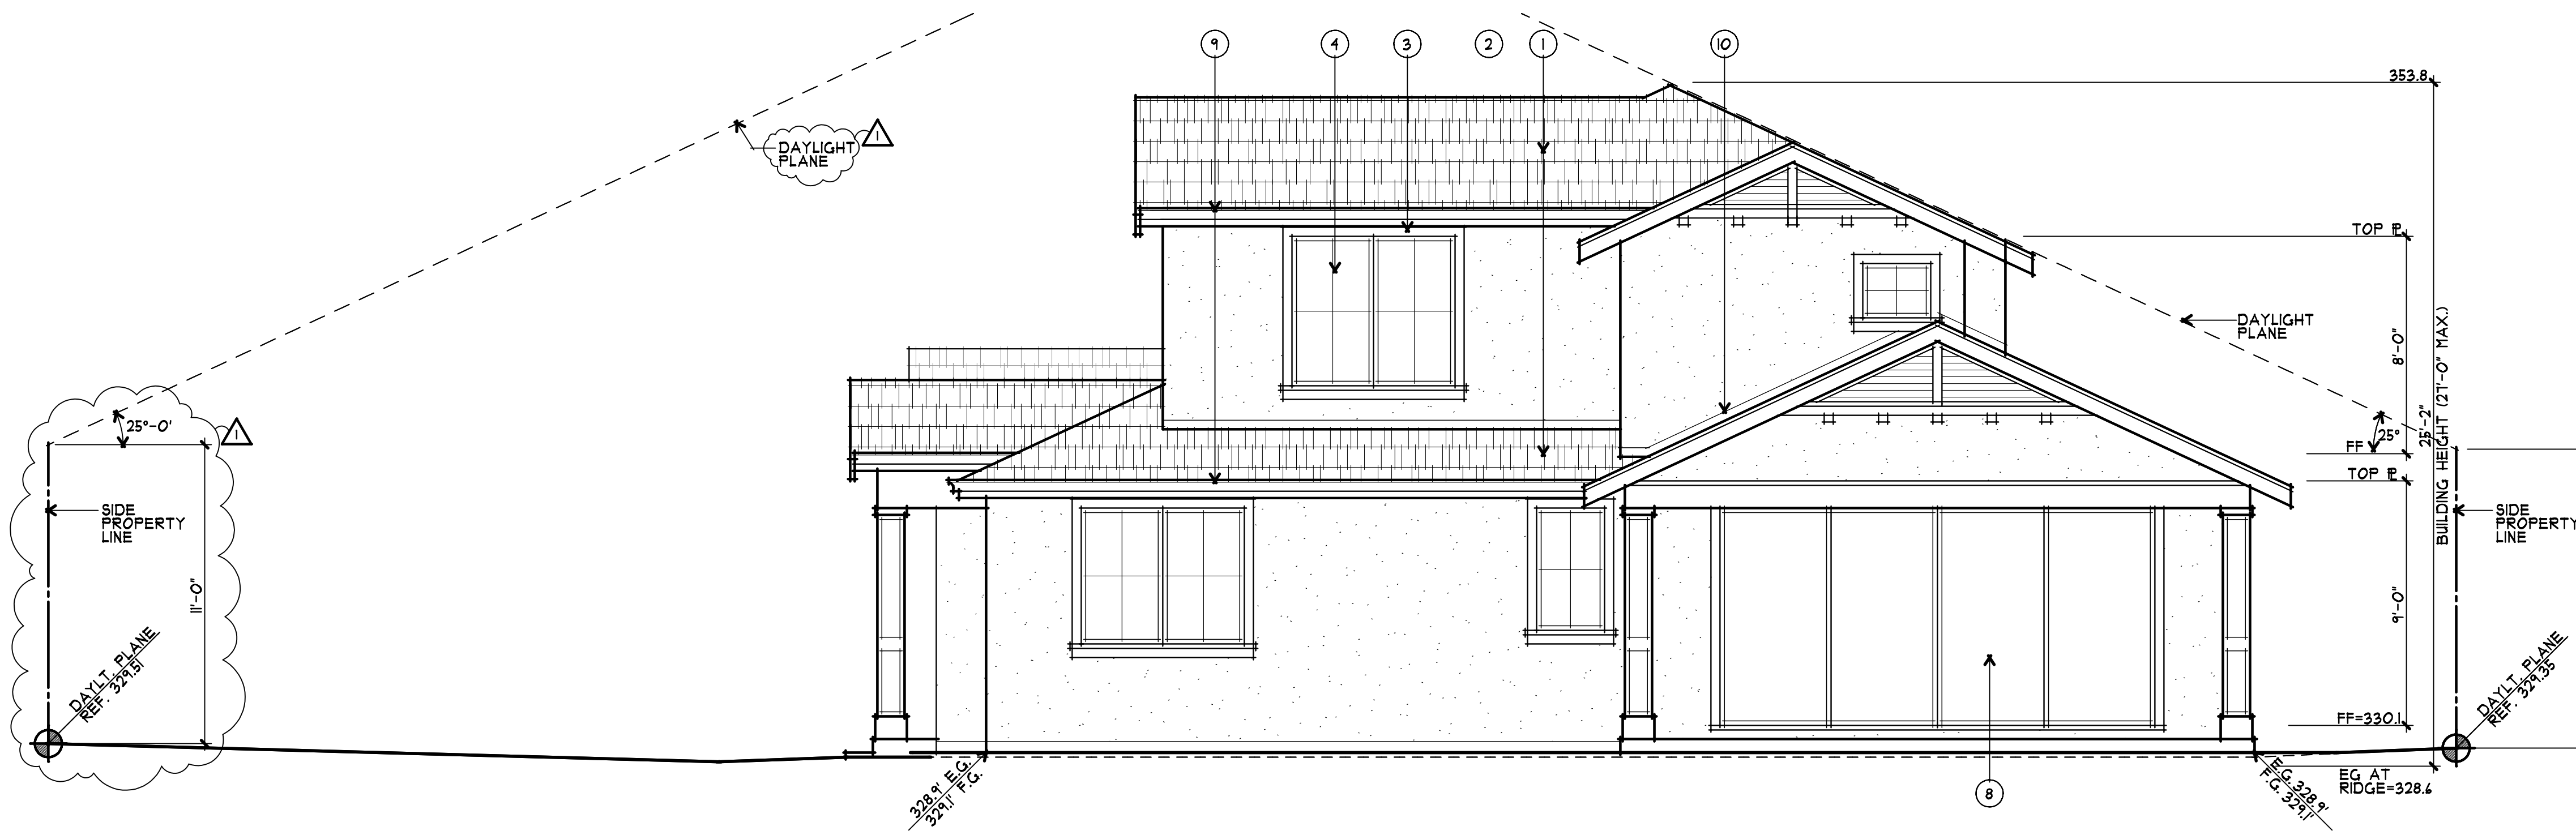 9
4
3
2
1
10
353.8
1
DAYLIGHT
PLANE
TOP PL
DAYLIGHT
PLANE
8'-0"
25'-2"
BUILDING HEIGHT (27'-0" MAX.)
1
25°-0'
25°
FF
TOP PL
SIDE
PROPERTY
LINE
SIDE
PROPERTY
LINE
11'-0"
9'-0"
DAYLT. PLANE
REF. 329.51
DAYLT. PLANE
REF. 329.35
FF=330.1
328.9' E.G.
329.1' F.G.
8
E.G. 328.9'
F.G. 329.1'
EG AT
RIDGE=328.6